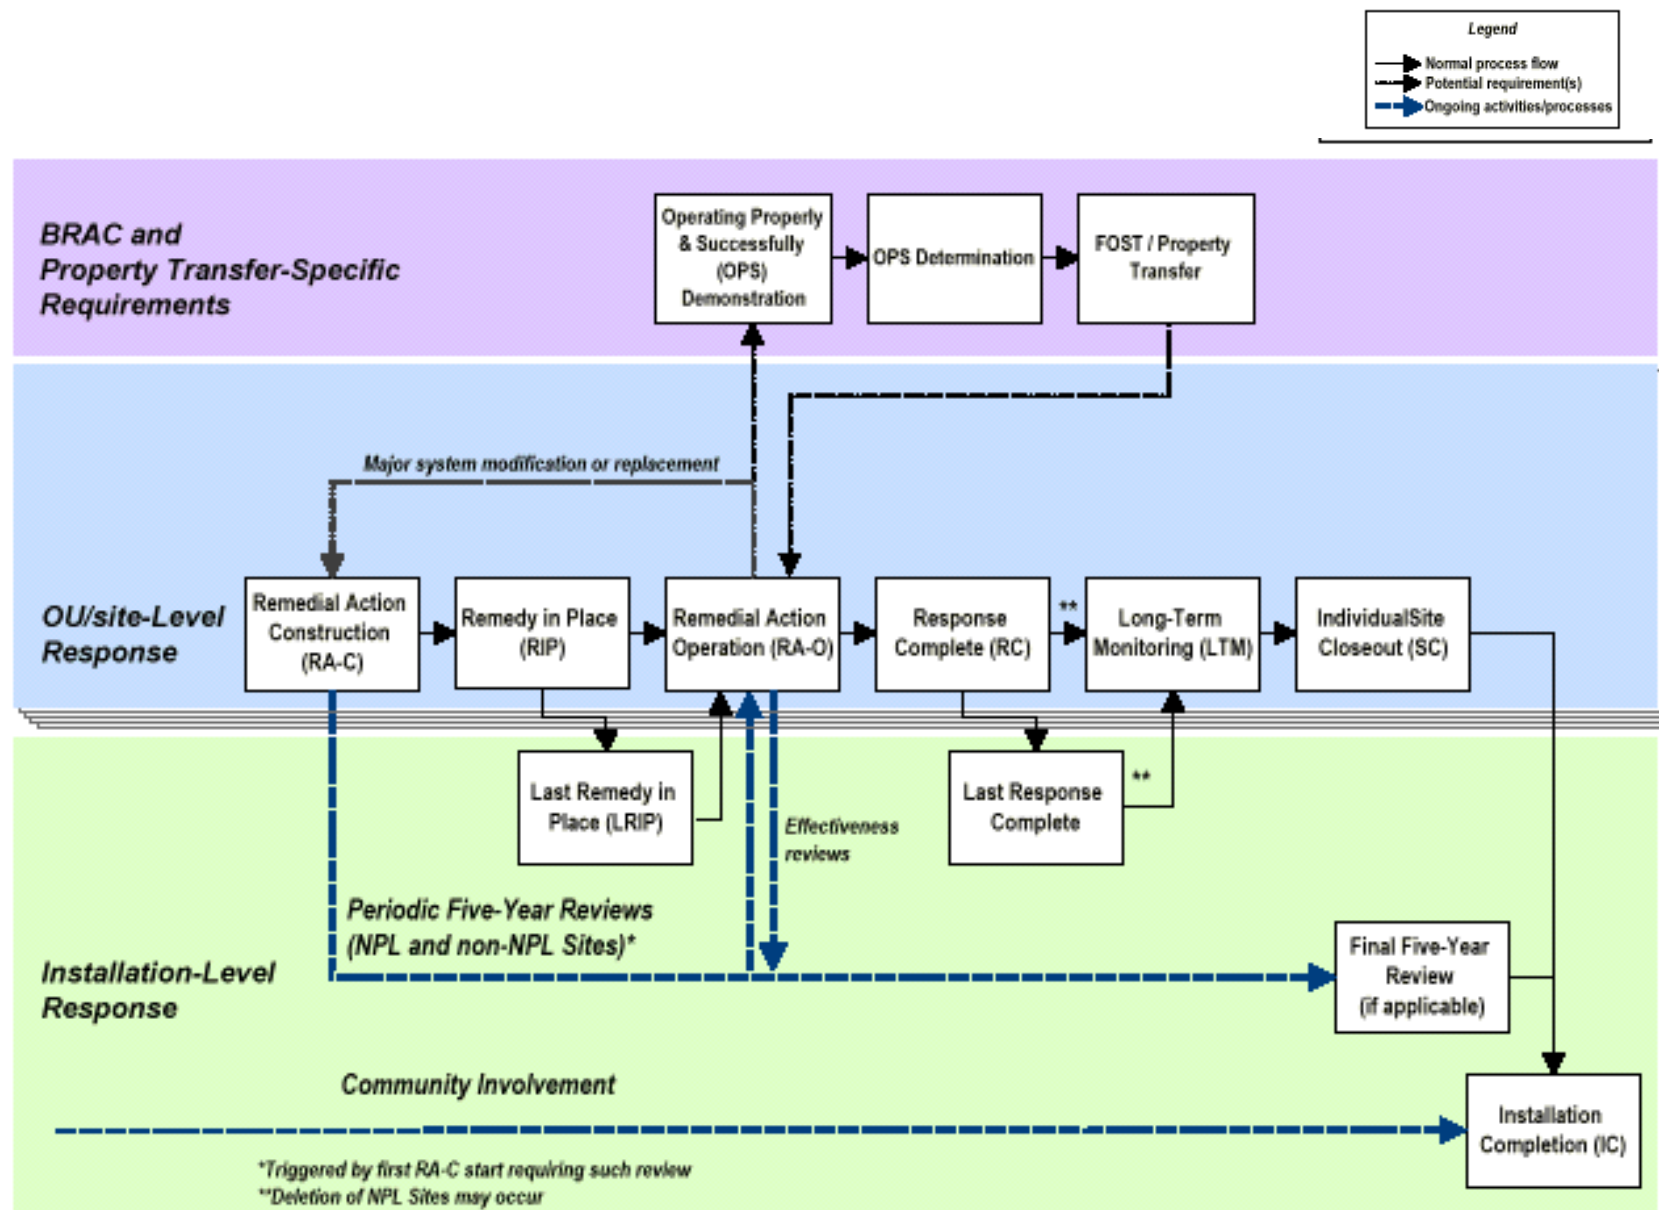 Legend
Normal process flow
Potential requirement(s)
Ongoing activities/processes
BRAC and
Property Transfer-Specific
Requirements
Operating Properly
& Successfully
(OPS)
Demonstration
OPS Determination
FOST / Property
Transfer
Major system modification or replacement
OU/site-Level
Response
Remedial Action
Construction
(RA-C)
Remedy in Place
(RIP)
Remedial Action
Operation (RA-O)
Response
Complete (RC)
**
Long-Term
Monitoring (LTM)
IndividualSite
Closeout (SC)
Last Remedy in
Place (LRIP)
Effectiveness
reviews
Last Response
Complete
**
Periodic Five-Year Reviews
(NPL and non-NPL Sites)*
Installation-Level
Response
Final Five-Year
Review
(if applicable)
Community Involvement
Installation
Completion (IC)
*Triggered by first RA-C start requiring such review
**Deletion of NPL Sites may occur